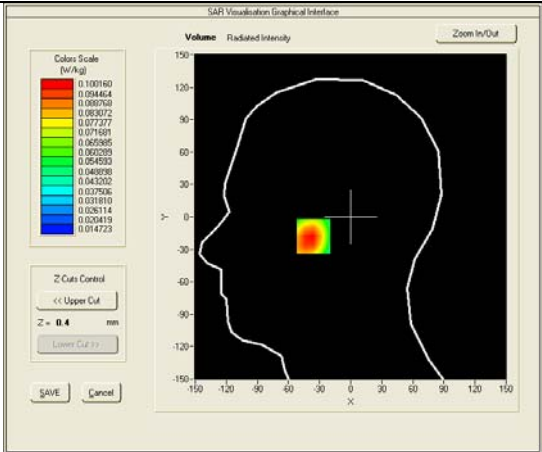 SAR Visualisation Graphical Interface
Volume Radiated Intensity
Zoom In/Out
Colors Scale
(W/kg)
0.100160
0.094464
0.088768
0.083072
0.077377
0.071681
0.065985
0.060289
0.054593
0.048898
0.043202
0.037506
0.031810
0.026114
0.020419
0.014723
Z-Cuts Control
<< Upper Cut
Z = 0.4 mm
Lower Cut >>
SAVE Cancel
150
120
90
60
30
0
-30
-60
-90
-120
-150
Y
-150 -120 -90 -60 -30 0 30 60 90 120 150
X